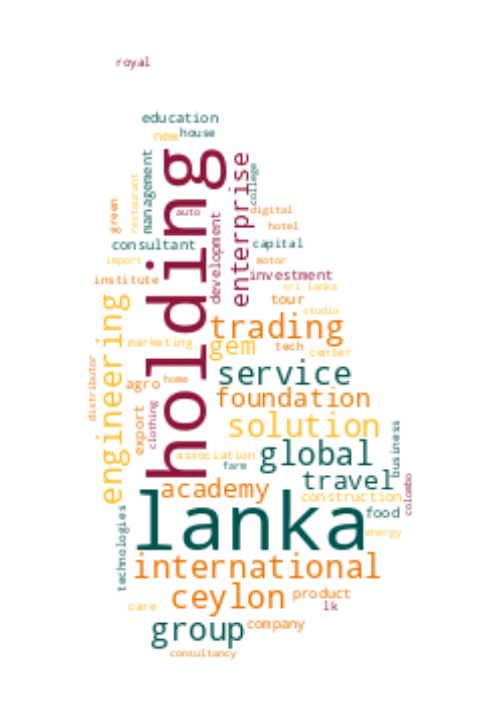 royal
education
new
house
holding
management
restaurant
green
auto
enterprise
college
development
digital
hotel
consultant
capital
import
motor
institute
investment
tour
sri lanka
studio
engineering
trading
marketing
gem
tech
center
distributor
agro
home
service
foundation
export
clothing
solution
association
farm
global
business
travel
colombo
academy
construction
lanka
food
technologies
energy
international
ceylon
product
care
lk
group
company
consultancy